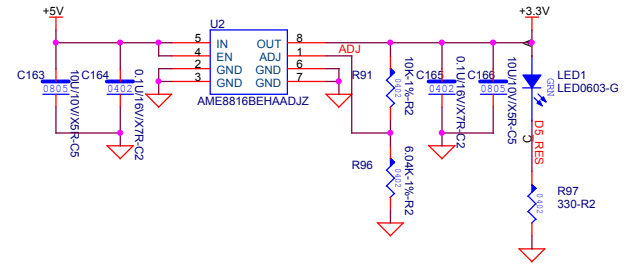 +5V
+3.3V
U2
5 IN OUT 8 ADJ
4 EN ADJ 1
2 GND GND 6
3 GND GND 7
AME8816BEHAADJZ
C163
0805
10U/10V/X5R-C5
C164
0402
0.1U/16V/X7R-C2
R91
0402
10K-1%-R2
R96
0402
6.04K-1%-R2
C165
0402
0.1U/16V/X7R-C2
C166
0805
10U/10V/X5R-C5
A
LED1
LED0603-G
GRN
C
D5_RES
R97
330-R2
0402